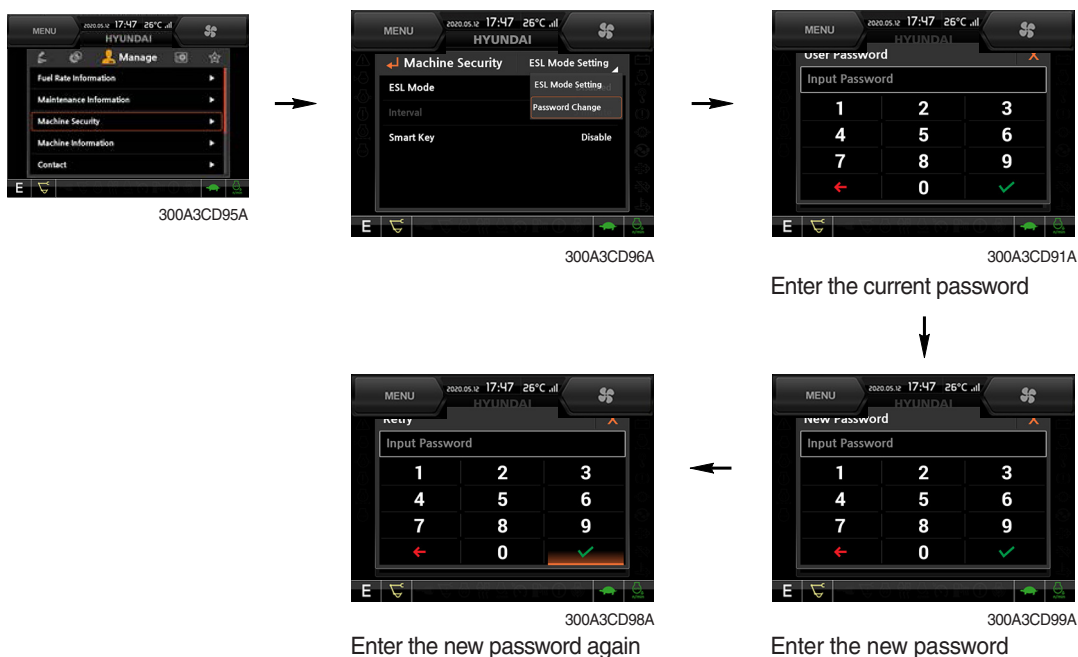 MENU
2020.05.12 17:47 26°C
HYUNDAI
Manage
Fuel Rate Information
Maintenance Information
Machine Security
Machine Information
Contact
E
300A3CD95A
MENU
2020.05.12 17:47 26°C
HYUNDAI
Machine Security
ESL Mode Setting
ESL Mode
ESL Mode Setting
Interval
Password Change
Smart Key
Disable
E
300A3CD96A
MENU
2020.05.12 17:47 26°C
HYUNDAI
User Password X
Input Password
1 2 3
4 5 6
7 8 9
0
E
300A3CD91A
Enter the current password
MENU
2020.05.12 17:47 26°C
HYUNDAI
Retry X
Input Password
1 2 3
4 5 6
7 8 9
0
E
300A3CD98A
Enter the new password again
MENU
2020.05.12 17:47 26°C
HYUNDAI
New Password X
Input Password
1 2 3
4 5 6
7 8 9
0
E
300A3CD99A
Enter the new password